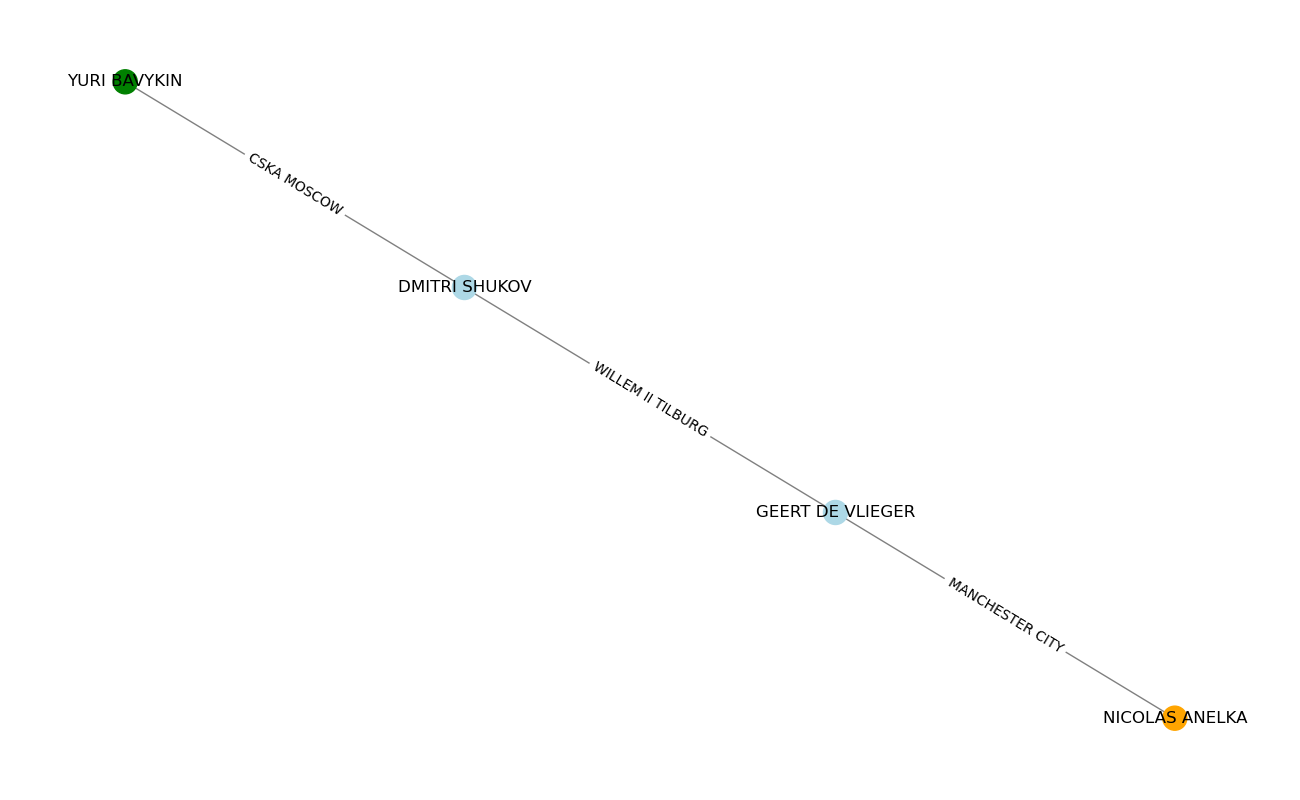 YURI BAVYKIN
CSKA MOSCOW
DMITRI SHUKOV
WILLEM II TILBURG
GEERT DE VLIEGER
MANCHESTER CITY
NICOLAS ANELKA